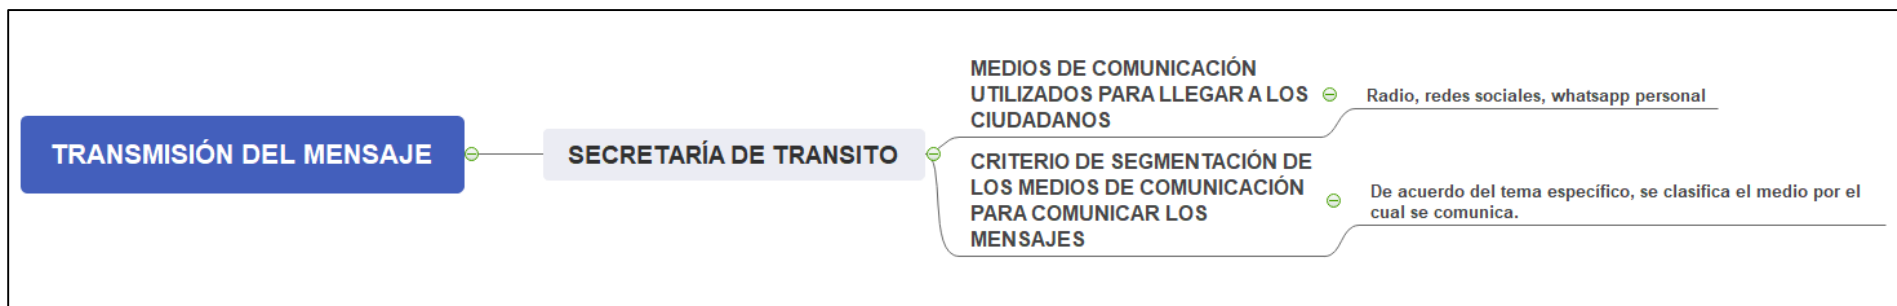 TRANSMISIÓN DEL MENSAJE
SECRETARÍA DE TRANSITO
MEDIOS DE COMUNICACIÓN
UTILIZADOS PARA LLEGAR A LOS
CIUDADANOS
Radio, redes sociales, whatsapp personal
CRITERIO DE SEGMENTACIÓN DE
LOS MEDIOS DE COMUNICACIÓN
PARA COMUNICAR LOS
MENSAJES
De acuerdo del tema específico, se clasifica el medio por el
cual se comunica.